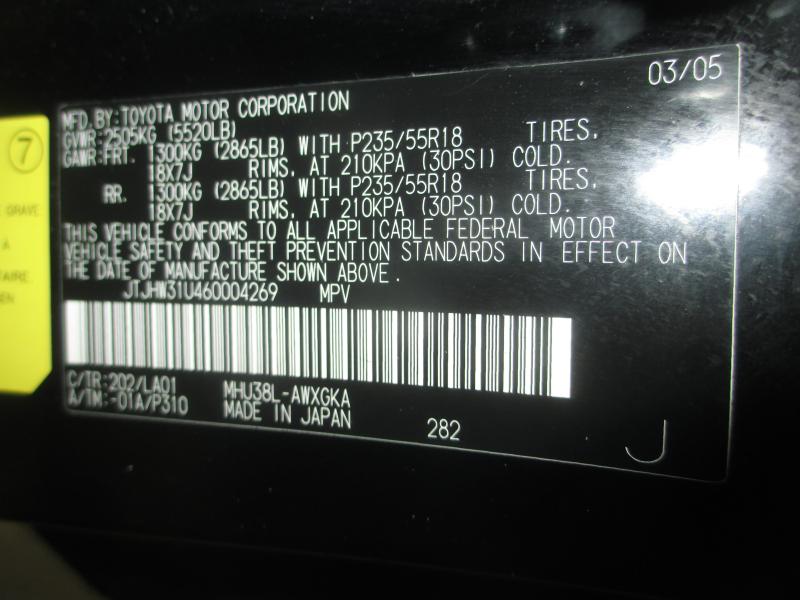 03/05
MFD.BY:TOYOTA MOTOR CORPORATION
GVWR:2505KG (5520LB)
GAWR:FRT. 1300KG (2865LB) WITH P235/55R18 TIRES,
18X7J RIMS, AT 210KPA (30PSI) COLD.
RR. 1300KG (2865LB) WITH P235/55R18 TIRES,
18X7J RIMS, AT 210KPA (30PSI) COLD.
THIS VEHICLE CONFORMS TO ALL APPLICABLE FEDERAL MOTOR
VEHICLE SAFETY AND THEFT PREVENTION STANDARDS IN EFFECT ON
THE DATE OF MANUFACTURE SHOWN ABOVE.
JTJHW31U460004269 MPV
C/TR:202/LA01 MHU38L-AWXGKA
A/TM:-01A/P310 MADE IN JAPAN
282
J
7
GRAVE
À